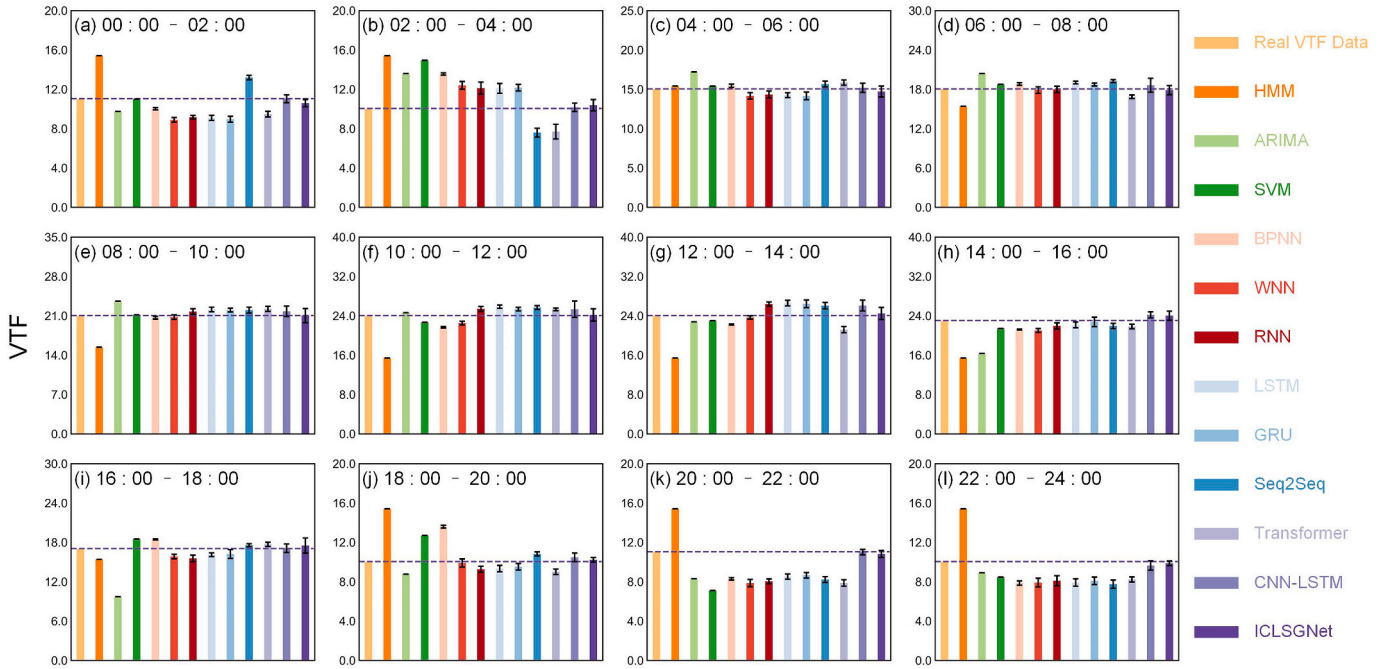 VTF
(a) 00 : 00 - 02 : 00
20.0
16.0
12.0
8.0
4.0
0.0
(b) 02 : 00 - 04 : 00
20.0
16.0
12.0
8.0
4.0
0.0
(c) 04 : 00 - 06 : 00
25.0
20.0
15.0
10.0
5.0
0.0
(d) 06 : 00 - 08 : 00
30.0
24.0
18.0
12.0
6.0
0.0
(e) 08 : 00 - 10 : 00
35.0
28.0
21.0
14.0
7.0
0.0
(f) 10 : 00 - 12 : 00
40.0
32.0
24.0
16.0
8.0
0.0
(g) 12 : 00 - 14 : 00
40.0
32.0
24.0
16.0
8.0
0.0
(h) 14 : 00 - 16 : 00
40.0
32.0
24.0
16.0
8.0
0.0
(i) 16 : 00 - 18 : 00
30.0
24.0
18.0
12.0
6.0
0.0
(j) 18 : 00 - 20 : 00
20.0
16.0
12.0
8.0
4.0
0.0
(k) 20 : 00 - 22 : 00
20.0
16.0
12.0
8.0
4.0
0.0
(l) 22 : 00 - 24 : 00
20.0
16.0
12.0
8.0
4.0
0.0
Real VTF Data
HMM
ARIMA
SVM
BPNN
WNN
RNN
LSTM
GRU
Seq2Seq
Transformer
CNN-LSTM
ICLSGNet